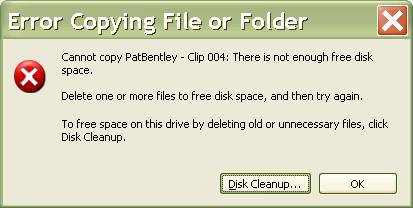 Error Copying File or Folder
Cannot copy PatBentley - Clip 004: There is not enough free disk
space.
Delete one or more files to free disk space, and then try again.
To free space on this drive by deleting old or unnecessary files, click
Disk Cleanup.
Disk Cleanup... OK